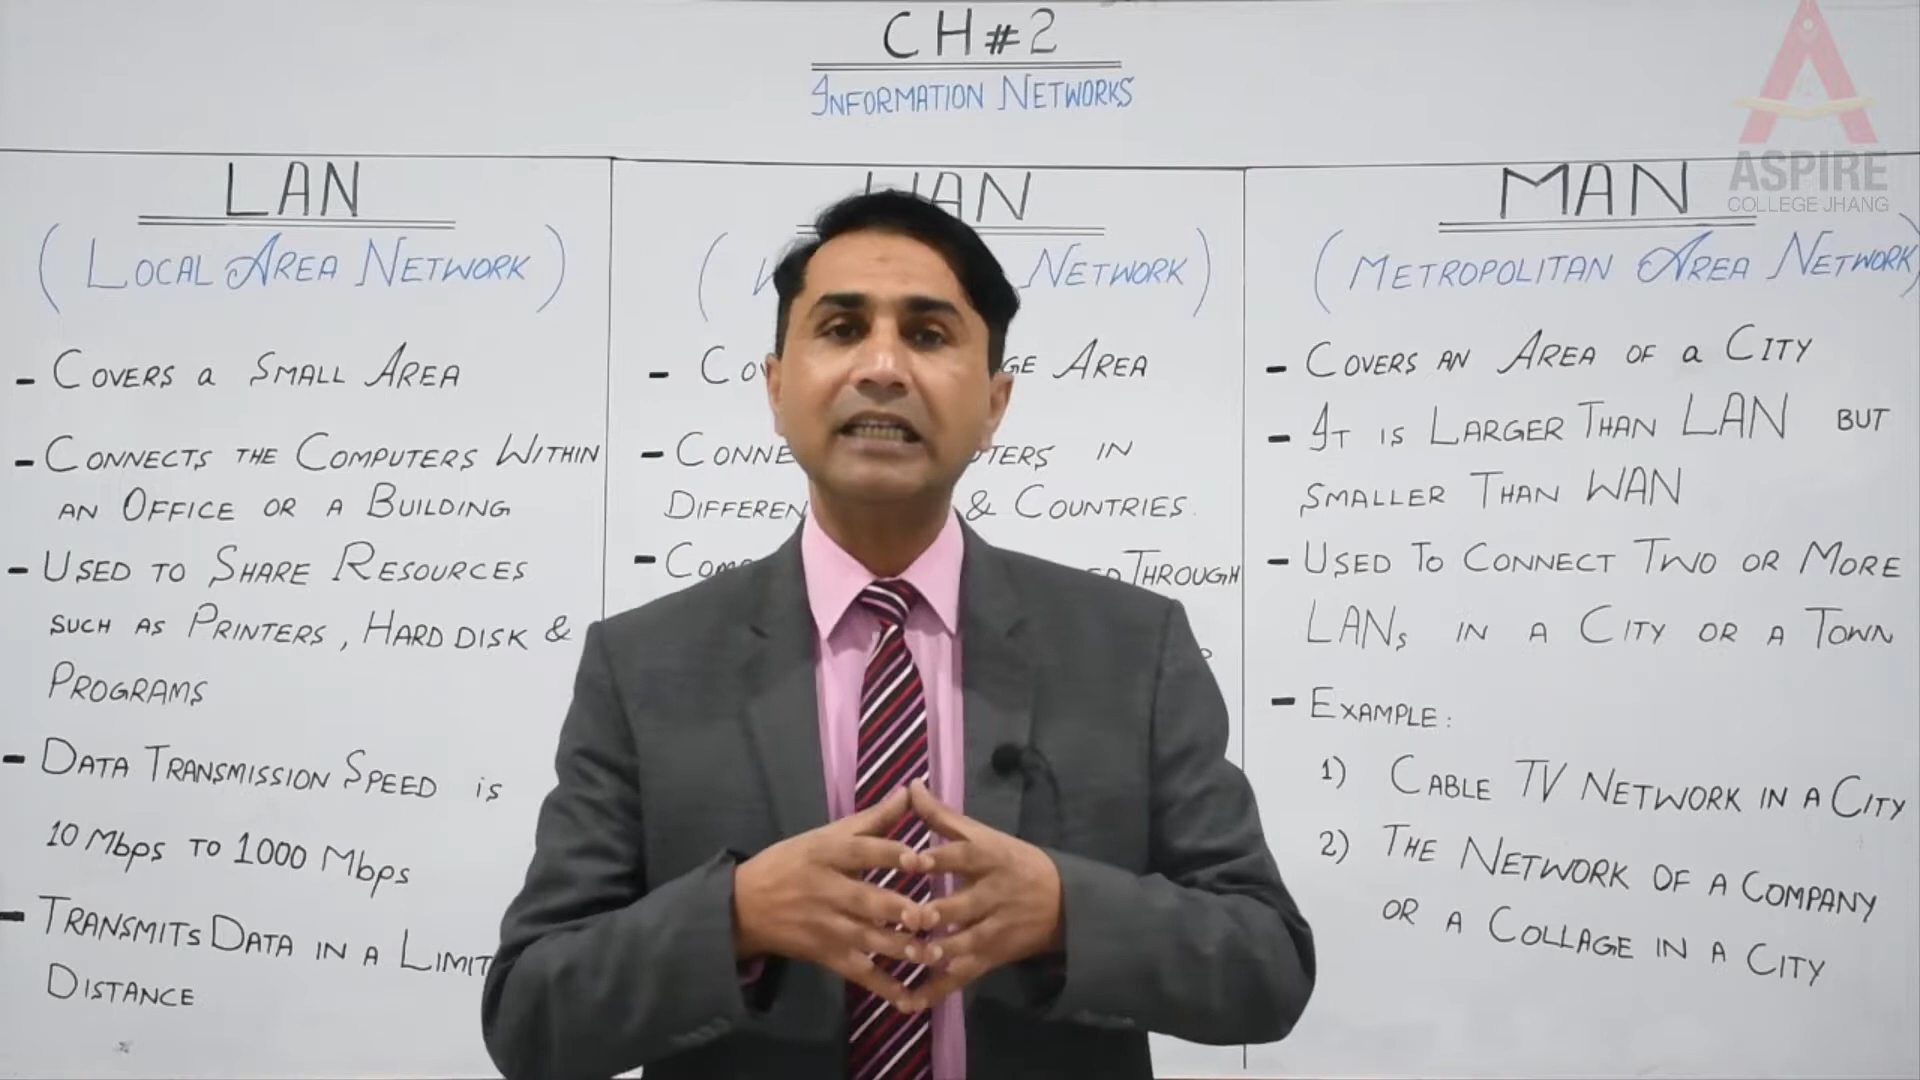 CH#2
INFORMATION NETWORKS
ASPIRE
COLLEGE JHANG
LAN
(LOCAL AREA NETWORK)
- COVERS a SMALL AREA
- CONNECTS THE COMPUTERS WITHIN
AN OFFICE OR A BUILDING
- USED TO SHARE RESOURCES
SUCH AS PRINTERS, HARD DISK &
PROGRAMS
- DATA TRANSMISSION SPEED is
10 Mbps TO 1000 Mbps
- TRANSMITS DATA IN A LIMIT
DISTANCE
NETWORK)
- AREA
- IN
& COUNTRIES.
- THROUGH
MAN
(METROPOLITAN AREA NETWORK
- COVERS AN AREA OF a CITY
- IT IS LARGER THAN LAN BUT
SMALLER THAN WAN
- USED TO CONNECT TWO OR MORE
LANs IN A CITY OR A TOWN
- EXAMPLE:
1) CABLE TV NETWORK IN A CITY
2) THE NETWORK OF A COMPANY
OR A COLLAGE IN A CITY